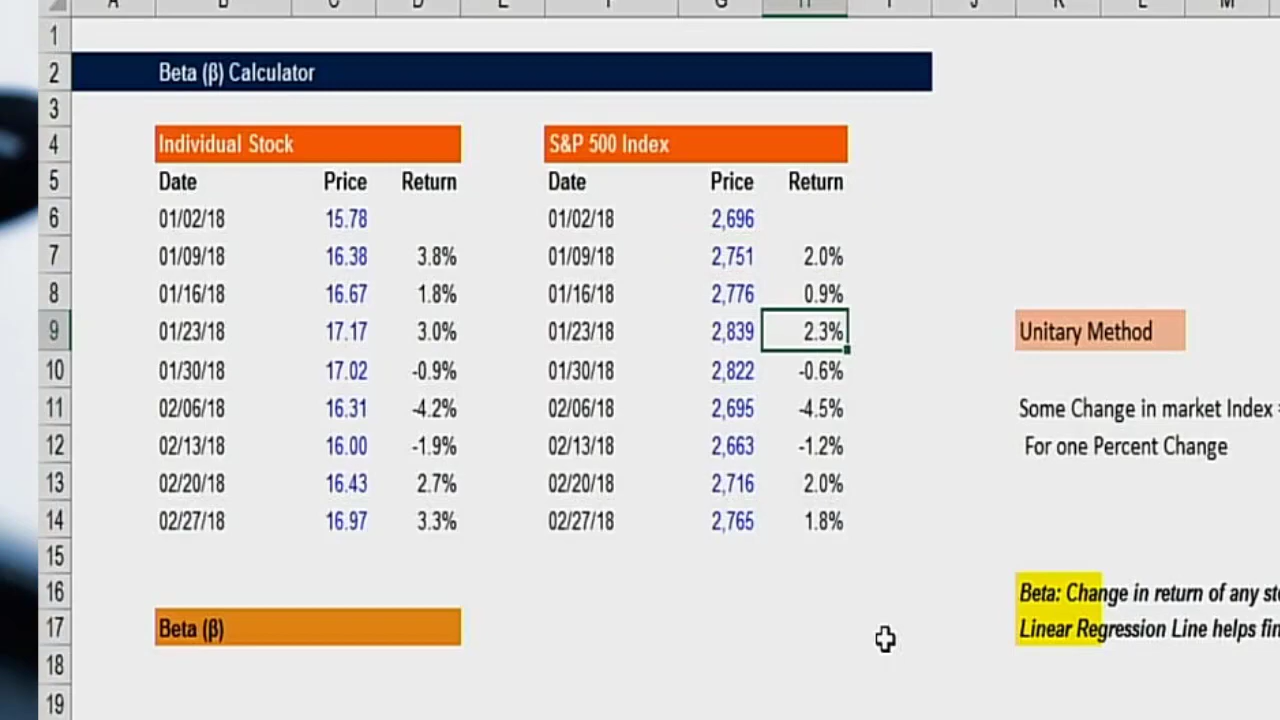 1
2 Beta (β) Calculator
3
4 Individual Stock S&P 500 Index
5 Date Price Return Date Price Return
6 01/02/18 15.78 01/02/18 2,696
7 01/09/18 16.38 3.8% 01/09/18 2,751 2.0%
8 01/16/18 16.67 1.8% 01/16/18 2,776 0.9%
9 01/23/18 17.17 3.0% 01/23/18 2,839 2.3% Unitary Method
10 01/30/18 17.02 -0.9% 01/30/18 2,822 -0.6%
11 02/06/18 16.31 -4.2% 02/06/18 2,695 -4.5% Some Change in market Index
12 02/13/18 16.00 -1.9% 02/13/18 2,663 -1.2% For one Percent Change
13 02/20/18 16.43 2.7% 02/20/18 2,716 2.0%
14 02/27/18 16.97 3.3% 02/27/18 2,765 1.8%
15
16 Beta: Change in return of any
17 Beta (β) Linear Regression Line helps
18
19